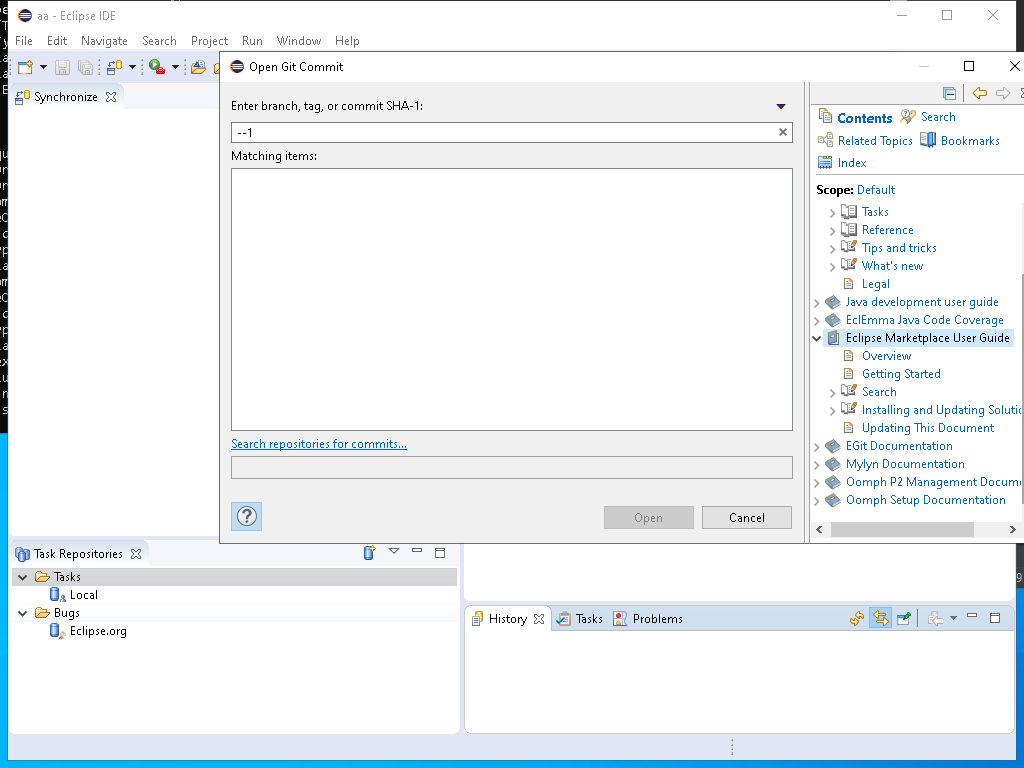 aa - Eclipse IDE
File Edit Navigate Search Project Run Window Help
Synchronize
Open Git Commit
Enter branch, tag, or commit SHA-1:
--1
Matching items:
Search repositories for commits...
Open Cancel
Contents Search
Related Topics Bookmarks
Index
Scope: Default
Tasks
Reference
Tips and tricks
What's new
Legal
Java development user guide
EclEmma Java Code Coverage
Eclipse Marketplace User Guide
Overview
Getting Started
Search
Installing and Updating Solutio
Updating This Document
EGit Documentation
Mylyn Documentation
Oomph P2 Management Docum
Oomph Setup Documentation
Task Repositories
Tasks
Local
Bugs
Eclipse.org
History Tasks Problems